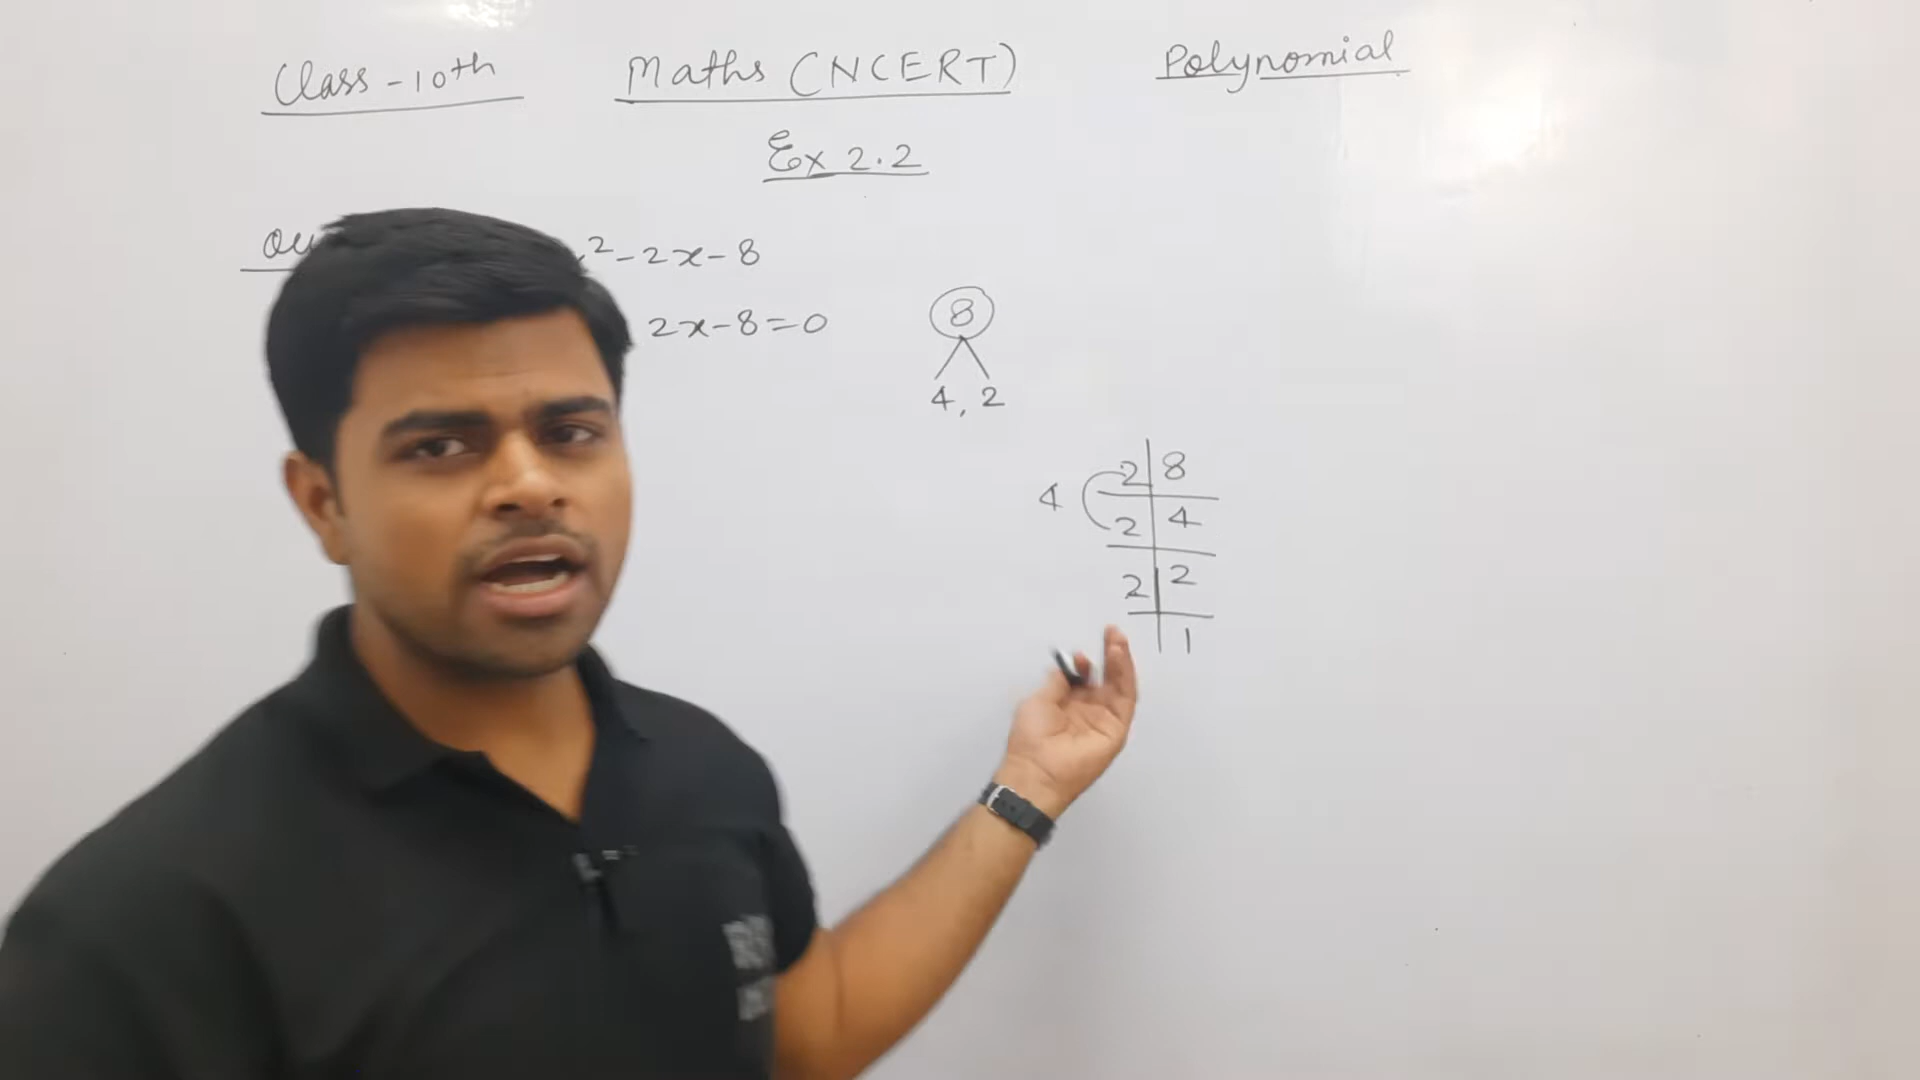 Class - 10th Maths (NCERT) Polynomial
Ex 2.2
2 - 2x - 8
2x - 8 = 0
8
4, 2
2 8
4 2 4
2 2
1